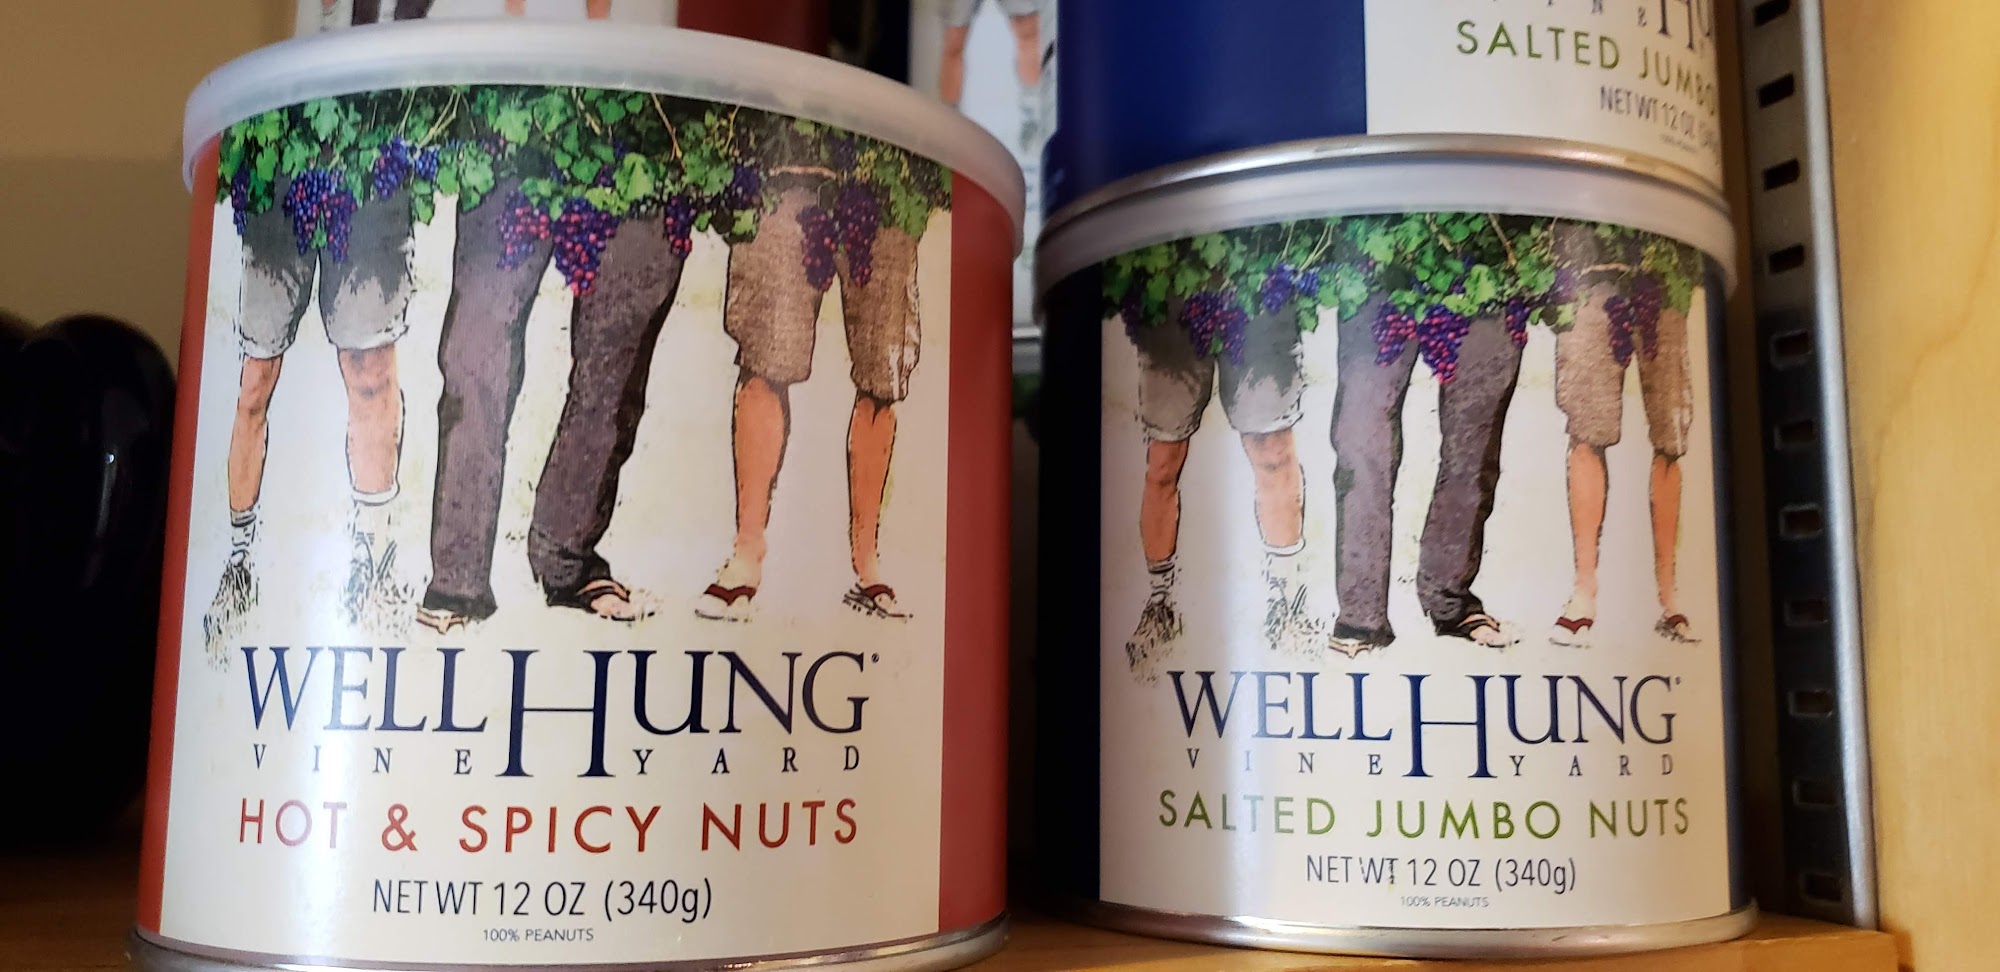 WELL HUNG®
VINEYARD
HOT & SPICY NUTS
NET WT 12 OZ (340g)
100% PEANUTS
SALTED JUMBO
NET WT 12 OZ
WELL HUNG®
VINEYARD
SALTED JUMBO NUTS
NET WT 12 OZ (340g)
100% PEANUTS